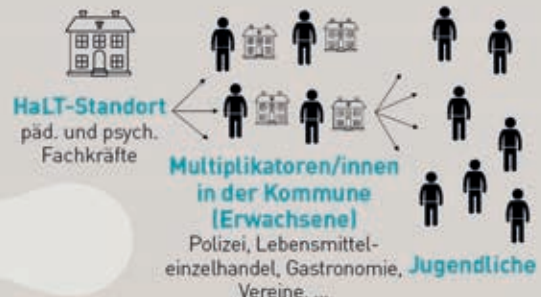 HaLT-Standort
päd. und psych.
Fachkräfte
Multiplikatoren/innen
in der Kommune
(Erwachsene)
Polizei, Lebensmittel-
einzelhandel, Gastronomie,
Vereine, ...
Jugendliche